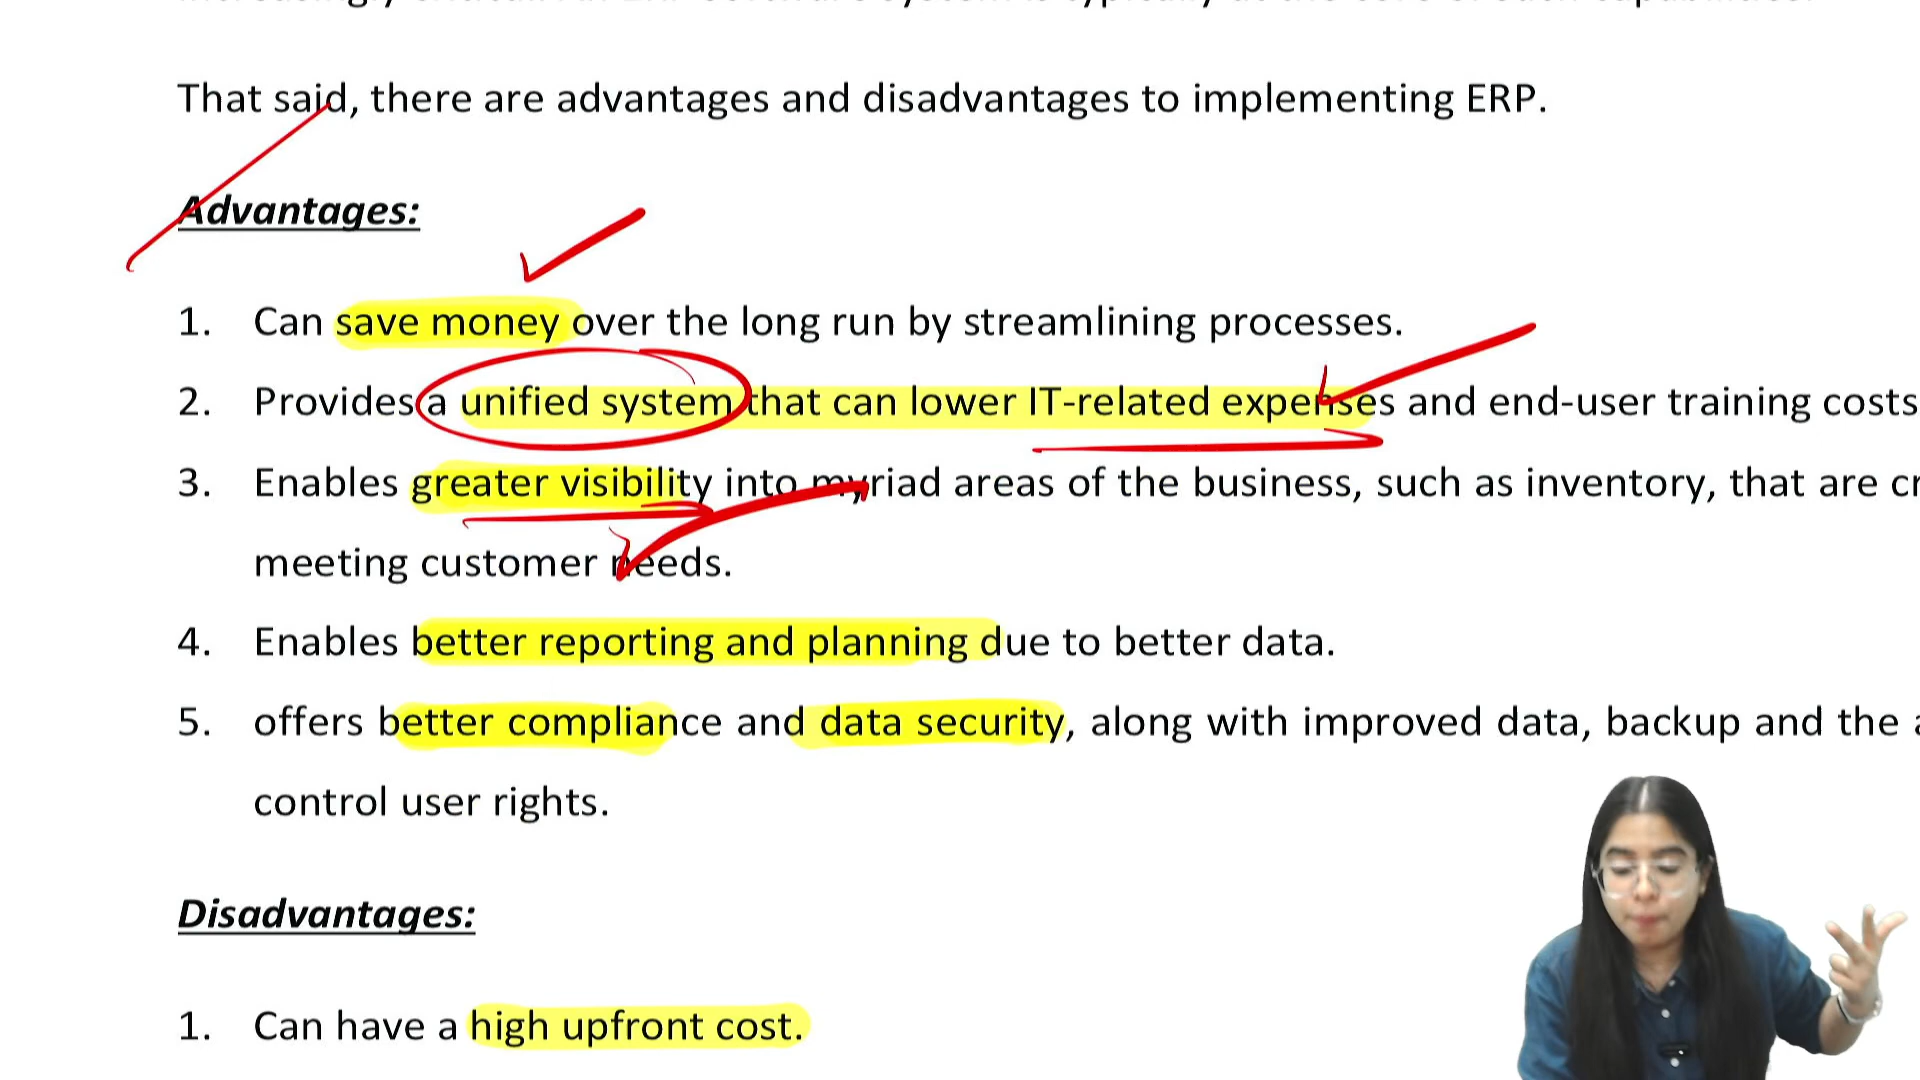 That said, there are advantages and disadvantages to implementing ERP.
Advantages:
1. Can save money over the long run by streamlining processes.
2. Provides a unified system that can lower IT-related expenses and end-user training costs
3. Enables greater visibility into myriad areas of the business, such as inventory, that are
meeting customer needs.
4. Enables better reporting and planning due to better data.
5. offers better compliance and data security, along with improved data, backup and the
control user rights.
Disadvantages:
1. Can have a high upfront cost.